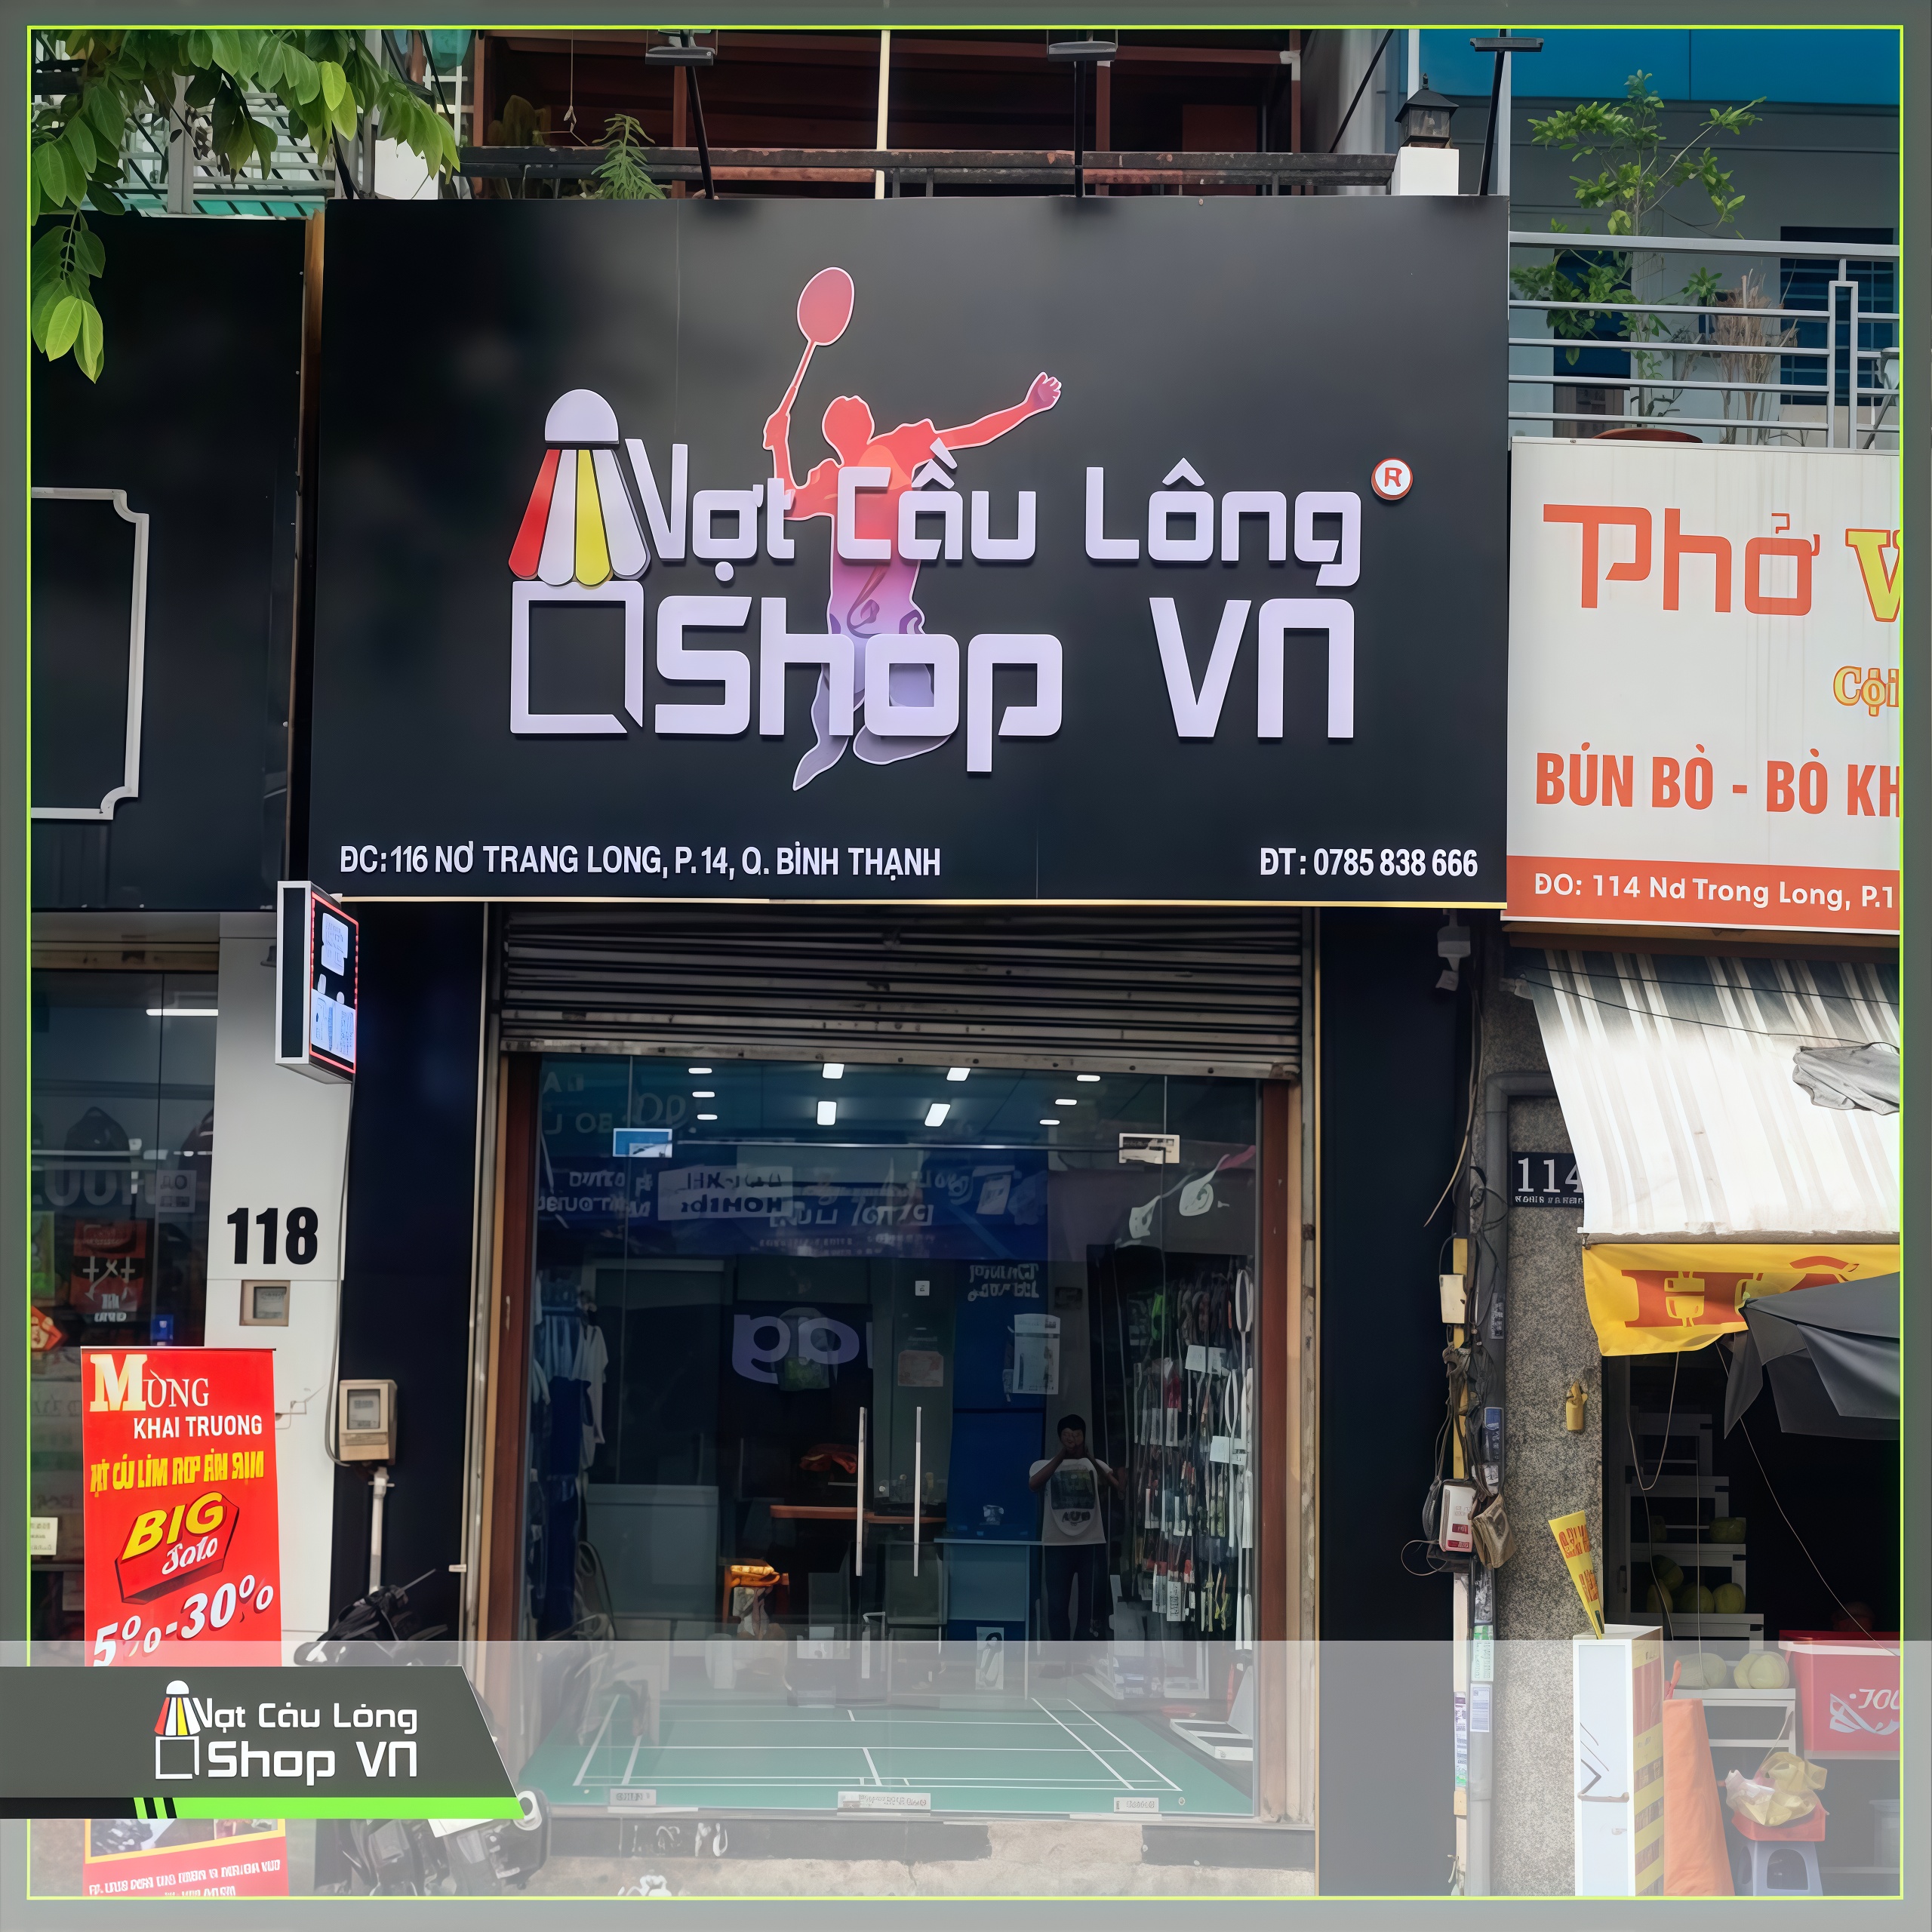 Vợt Cầu Lông ®
Shop VN
ĐC: 116 NƠ TRANG LONG, P. 14, Q. BÌNH THẠNH
ĐT: 0785 838 666
Phở
BÚN BÒ - BÒ KH
ĐO: 114 Nd Trong Long, P.1
118
114
MỪNG
KHAI TRUONG
BIG
Sale
5%-30%
Vợt Cầu Lông
Shop VN